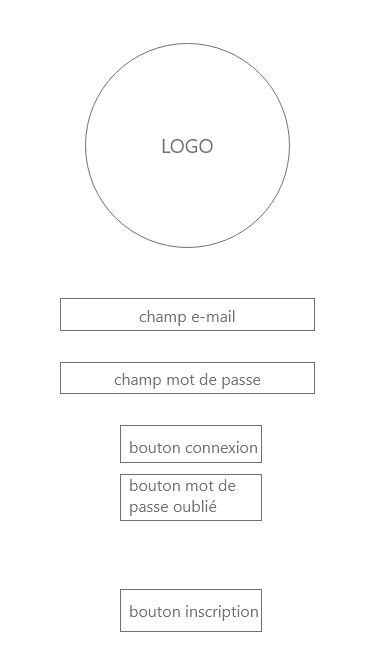 LOGO
champ e-mail
champ mot de passe
bouton connexion
bouton mot de
passe oublié
bouton inscription